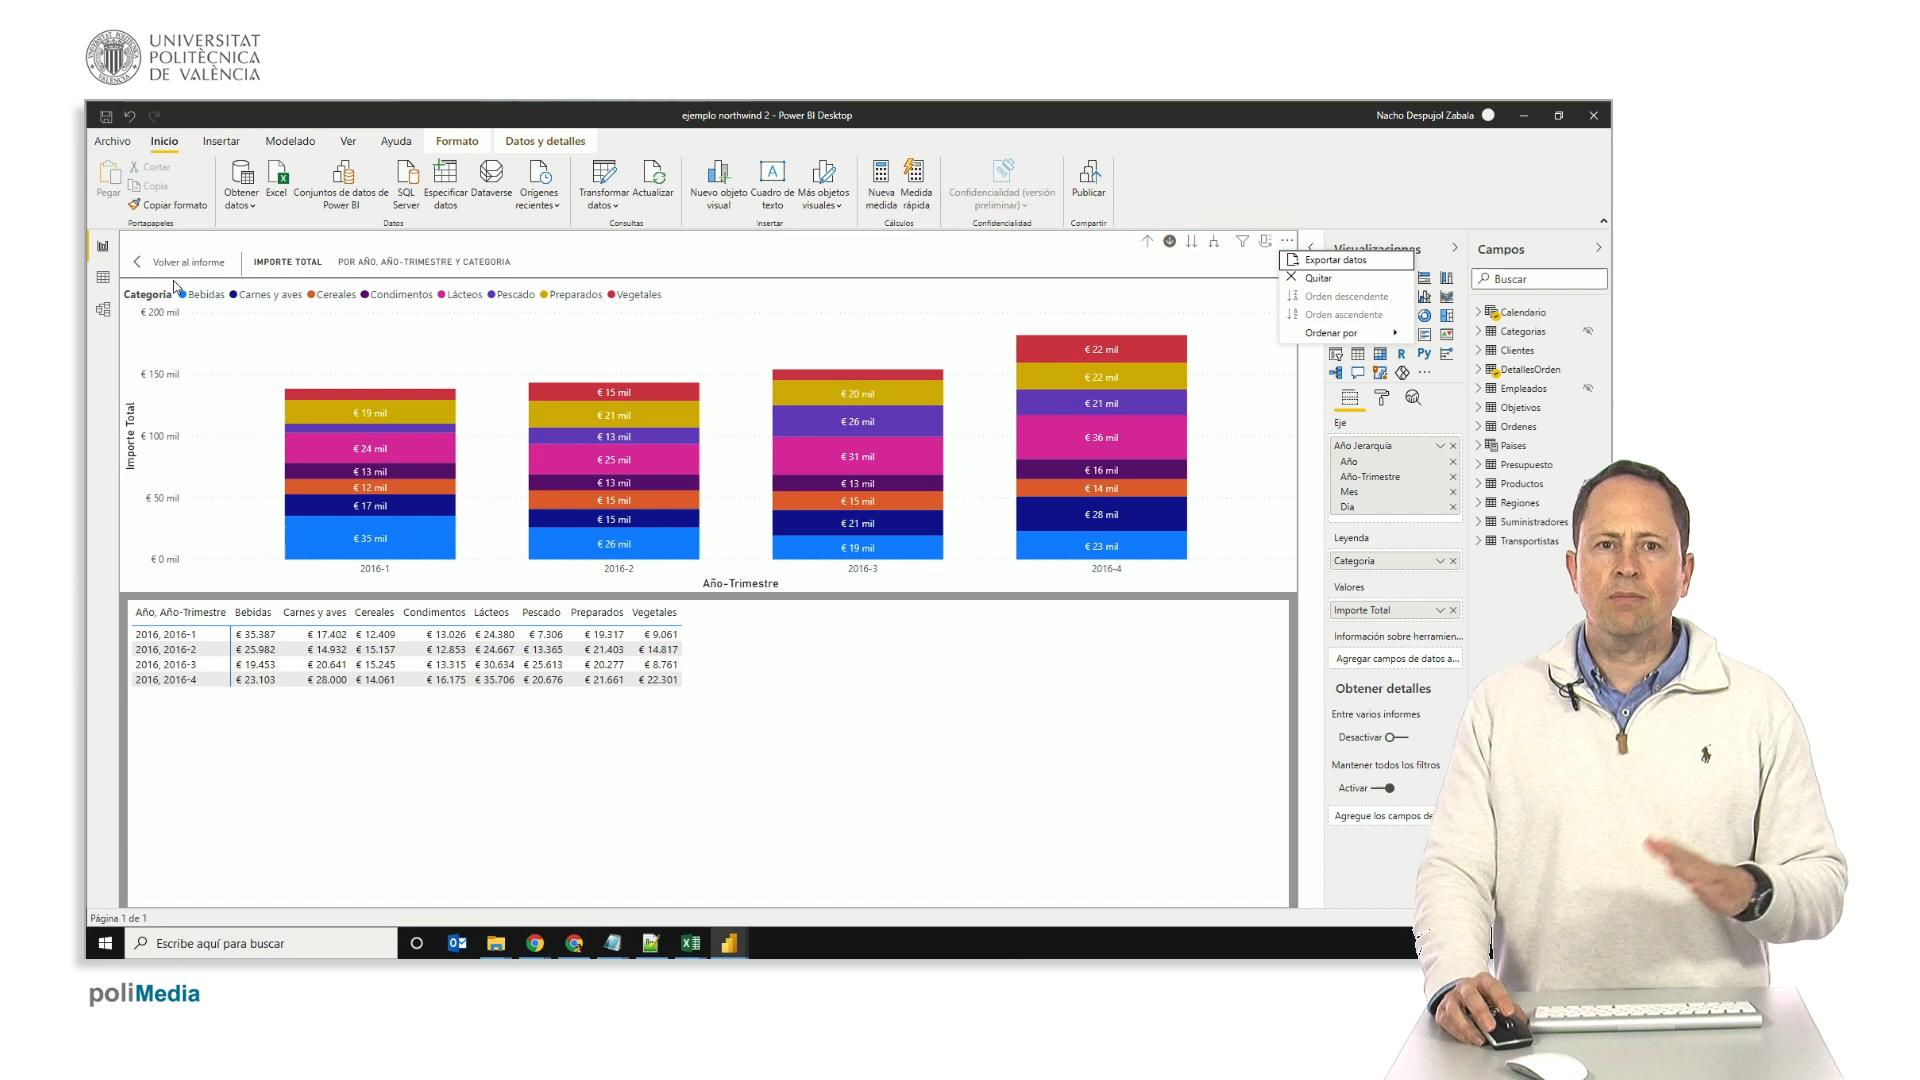 UNIVERSITAT
POLITÈCNICA
DE VALÈNCIA
ejemplo northwind 2 - Power BI Desktop
Nacho Despujol Zabala
Archivo Inicio Insertar Modelado Ver Ayuda Formato Datos y detalles
Pegar
Cortar
Copia
Copiar formato
Portapapeles
Obtener datos
Excel
Conjuntos de datos de Power BI
SQL Server
Especificar datos
Dataverse
Orígenes recientes
Datos
Transformar datos
Actualizar
Consultas
Nuevo objeto visual
Cuadro de texto
Más objetos visuales
Insertar
Nueva medida
Medida rápida
Cálculos
Confidencialidad (versión preliminar)
Confidencialidad
Publicar
Compartir
Volver al informe
IMPORTE TOTAL POR AÑO, AÑO-TRIMESTRE Y CATEGORIA
Exportar datos
Quitar
Orden descendente
Orden ascendente
Ordenar por
Categoria Bebidas Carnes y aves Cereales Condimentos Lácteos Pescado Preparados Vegetales
€ 200 mil
€ 150 mil
€ 100 mil
€ 50 mil
€ 0 mil
Importe Total
€ 19 mil
€ 24 mil
€ 13 mil
€ 12 mil
€ 17 mil
€ 35 mil
2016-1
€ 15 mil
€ 21 mil
€ 13 mil
€ 25 mil
€ 13 mil
€ 15 mil
€ 15 mil
€ 26 mil
2016-2
€ 20 mil
€ 26 mil
€ 31 mil
€ 13 mil
€ 15 mil
€ 21 mil
€ 19 mil
2016-3
€ 22 mil
€ 22 mil
€ 21 mil
€ 36 mil
€ 16 mil
€ 14 mil
€ 28 mil
€ 23 mil
2016-4
Año-Trimestre
Año, Año-Trimestre Bebidas Carnes y aves Cereales Condimentos Lácteos Pescado Preparados Vegetales
2016, 2016-1 € 35.387 € 17.402 € 12.409 € 13.026 € 24.380 € 7.306 € 19.317 € 9.061
2016, 2016-2 € 25.982 € 14.932 € 15.157 € 12.853 € 24.667 € 13.365 € 21.403 € 14.817
2016, 2016-3 € 19.453 € 20.641 € 15.245 € 13.315 € 30.634 € 25.613 € 20.277 € 8.761
2016, 2016-4 € 23.103 € 28.000 € 14.061 € 16.175 € 35.706 € 20.676 € 21.661 € 22.301
Visualizaciones
R
Py
Eje
Año Jerarquía
Año
Año-Trimestre
Mes
Dia
Leyenda
Categoria
Valores
Importe Total
Información sobre herramien...
Agregar campos de datos a...
Obtener detalles
Entre varios informes
Desactivar
Mantener todos los filtros
Activar
Agregue los campos de
Campos
Buscar
Calendario
Categorias
Clientes
DetallesOrden
Empleados
Objetivos
Ordenes
Paises
Presupuesto
Productos
Regiones
Suministradores
Transportistas
Página 1 de 1
Escribe aquí para buscar
poliMedia